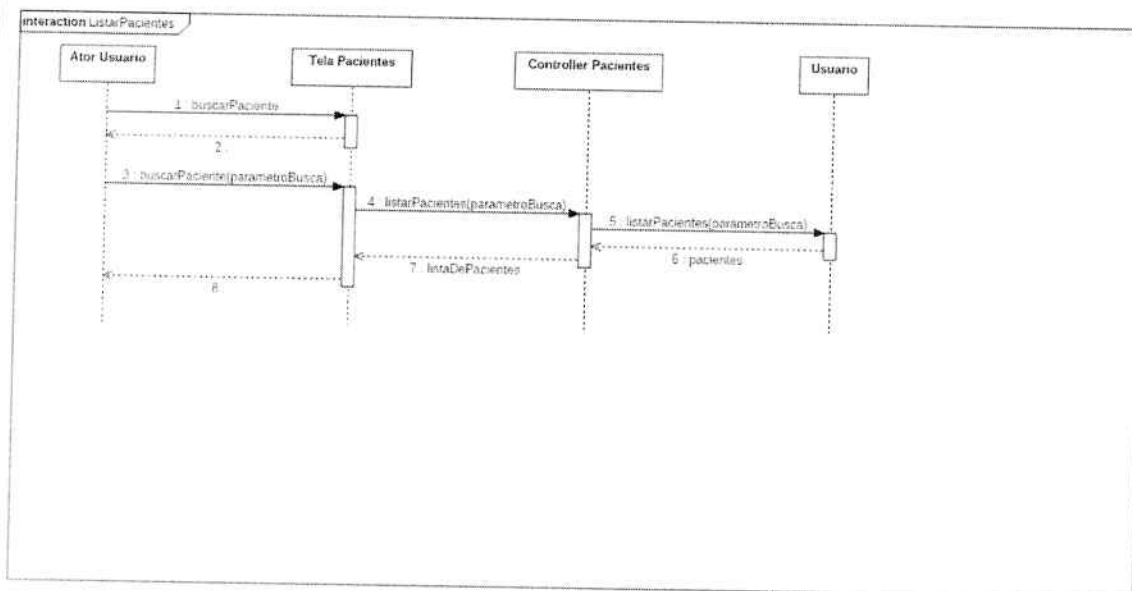 interaction ListarPacientes
Ator Usuario
Tela Pacientes
Controller Pacientes
Usuario
1 : buscarPaciente
2 :
3 : buscarPaciente(parametroBusca)
4 : listarPacientes(parametroBusca)
5 : listarPacientes(parametroBusca)
6 : pacientes
7 : listaDePacientes
8